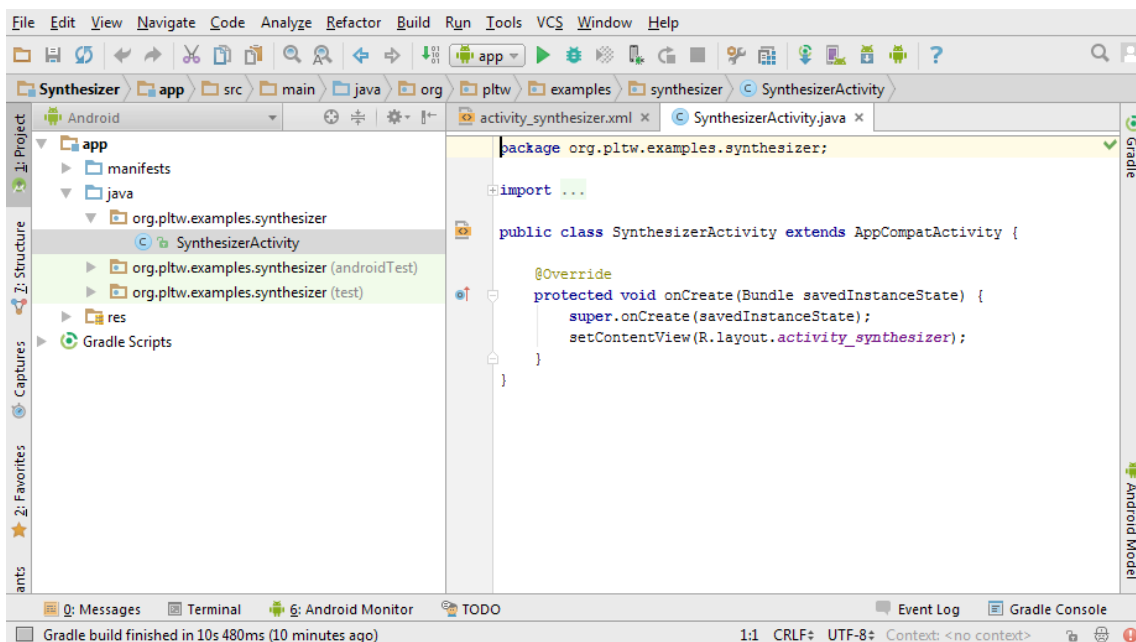 File Edit View Navigate Code Analyze Refactor Build Run Tools VCS Window Help
app
Synthesizer app src main java org pltw examples synthesizer SynthesizerActivity
Android
activity_synthesizer.xml × SynthesizerActivity.java ×
1: Project
7: Structure
Captures
2: Favorites
ants
app
manifests
java
org.pltw.examples.synthesizer
SynthesizerActivity
org.pltw.examples.synthesizer (androidTest)
org.pltw.examples.synthesizer (test)
res
Gradle Scripts
package org.pltw.examples.synthesizer;
import ...
public class SynthesizerActivity extends AppCompatActivity {
@Override
protected void onCreate(Bundle savedInstanceState) {
super.onCreate(savedInstanceState);
setContentView(R.layout.activity_synthesizer);
}
}
Gradle
Android Model
0: Messages Terminal 6: Android Monitor TODO Event Log Gradle Console
Gradle build finished in 10s 480ms (10 minutes ago) 1:1 CRLF UTF-8 Context: <no context>